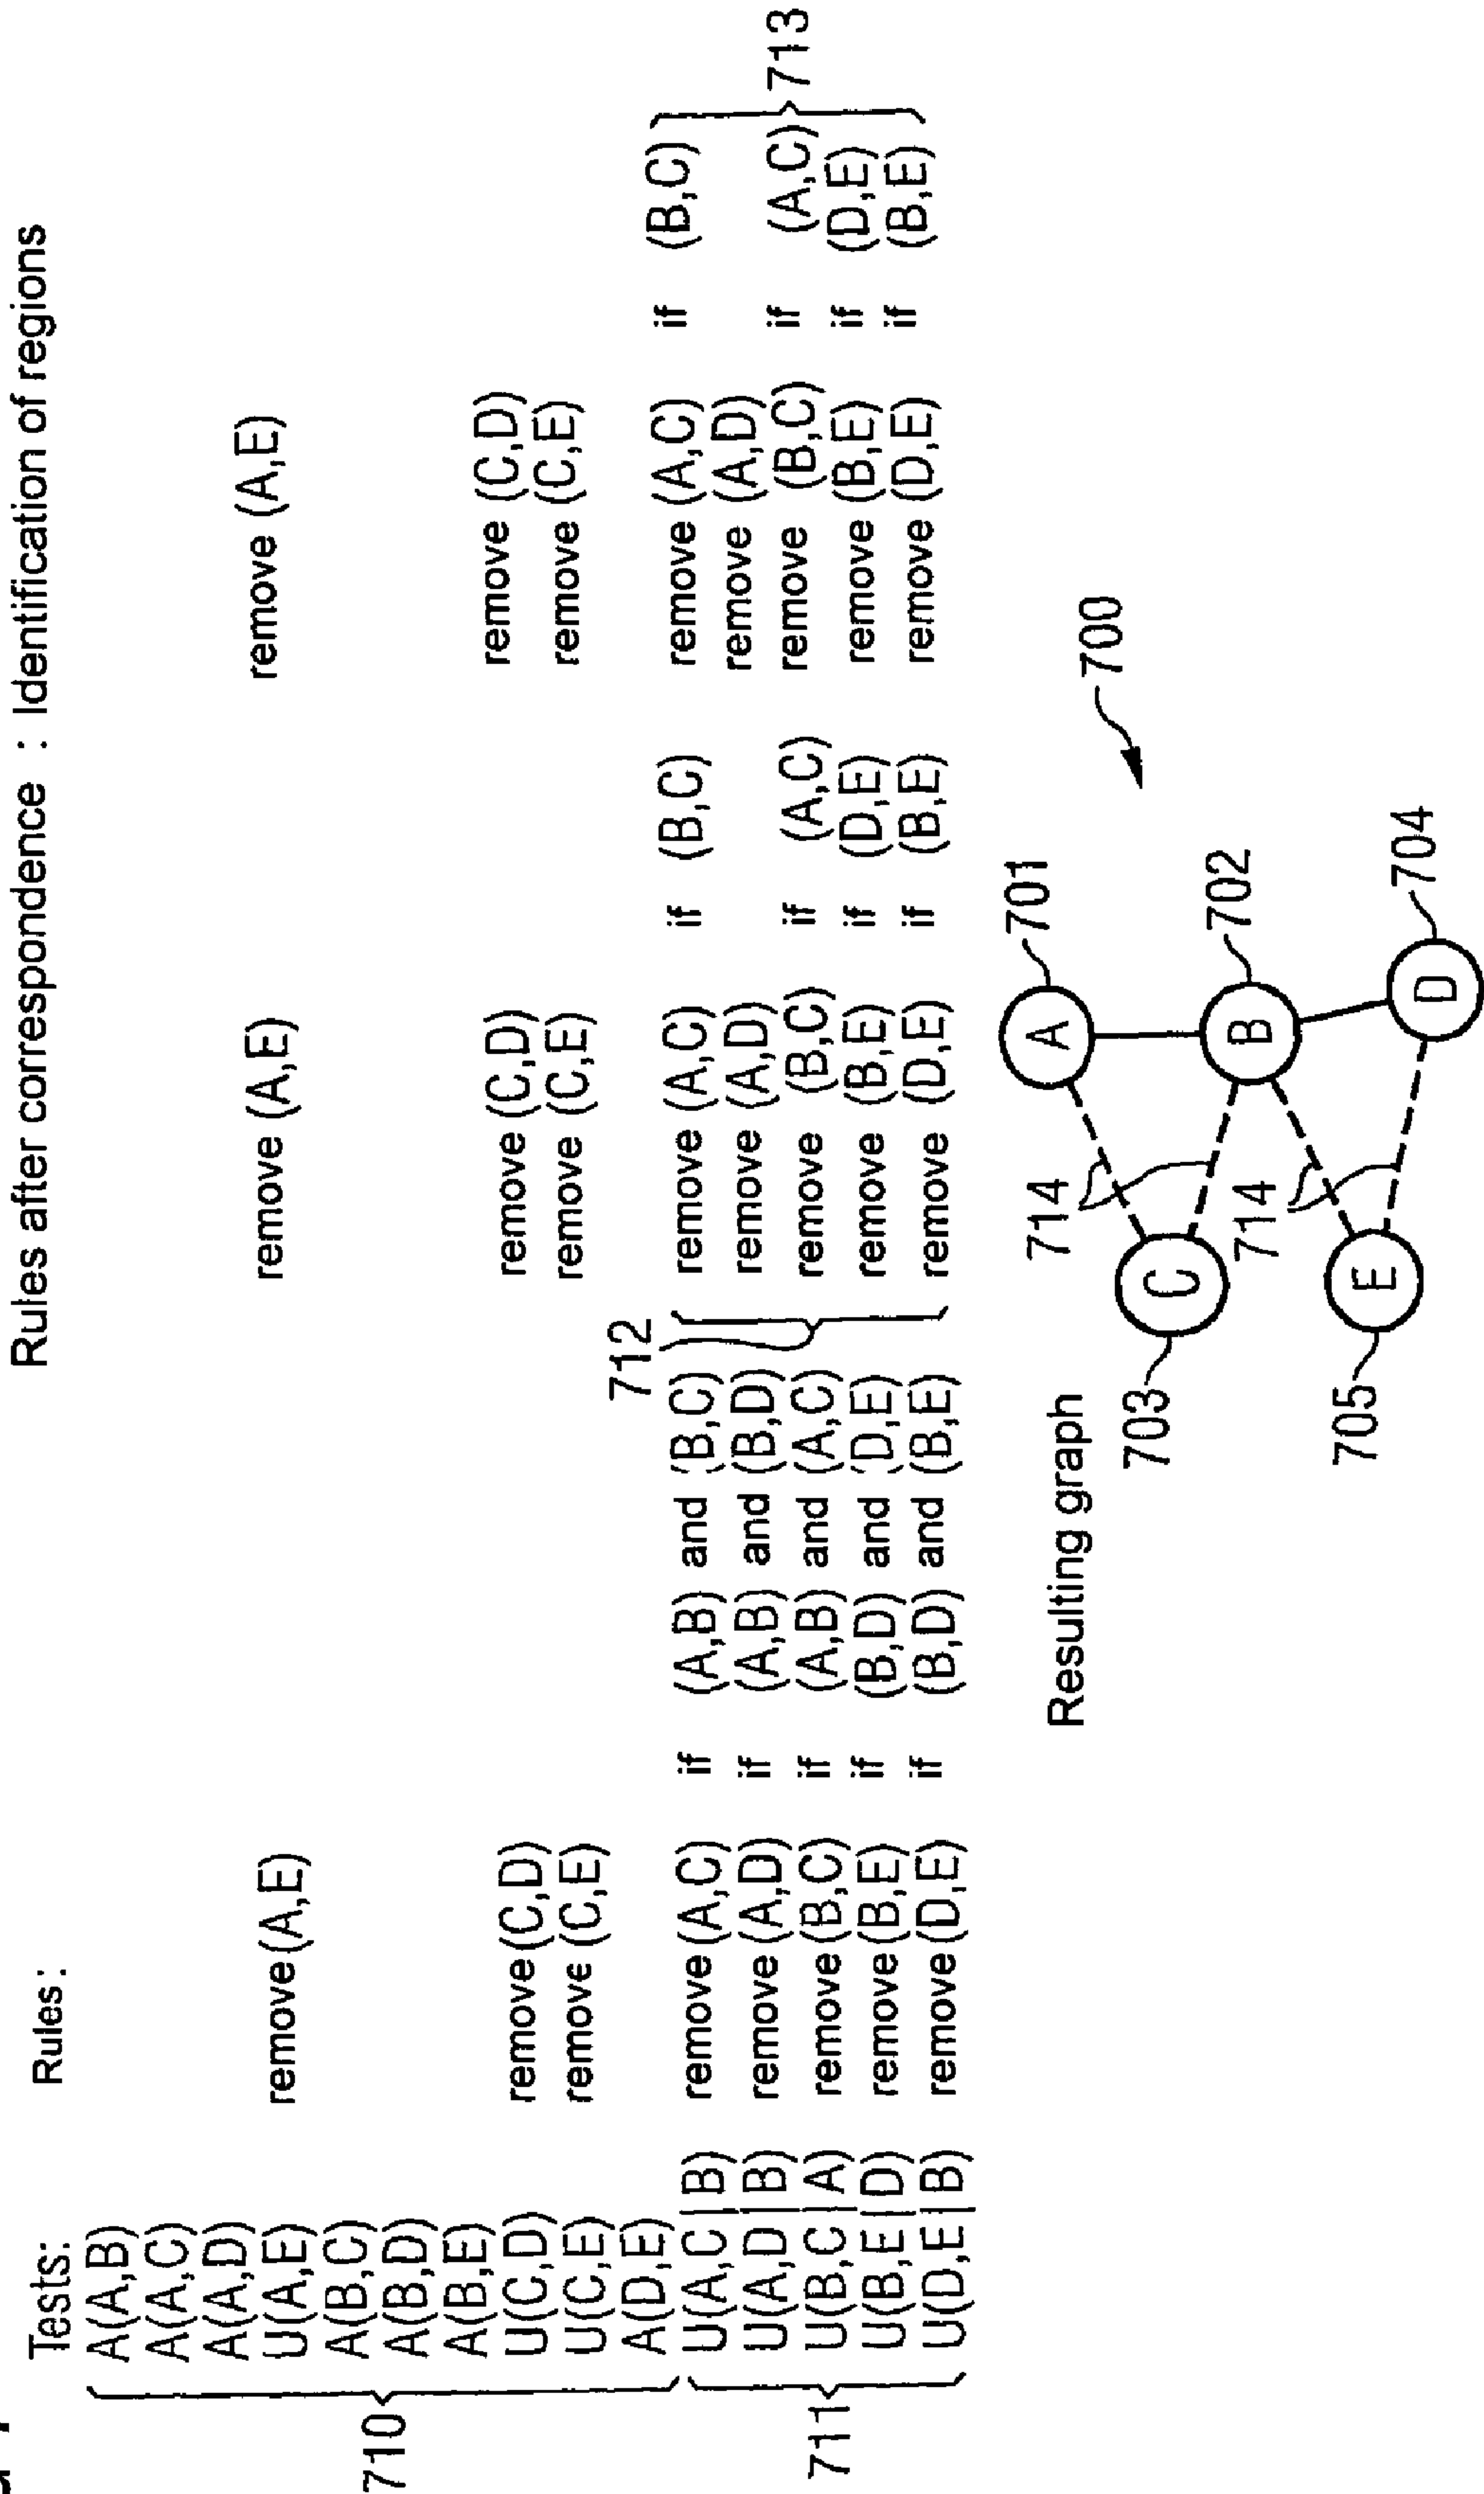 Tests: Rules: Rules after correspondence : Identification of regions
A(A,B)
A(A,C)
A(A,D)
U(A,E) remove (A,E) remove (A,E) remove (A,E)
A(B,C)
A(B,D)
A(B,E)
U(C,D) remove (C,D) remove (C,D) remove (C,D)
U(C,E) remove (C,E) remove (C,E) remove (C,E)
A(D,E)
U(A,C|B) remove (A,C) if (A,B) and (B,C) remove (A,C) if (B,C) remove (A,C) if (B,C)
U(A,D|B) remove (A,D) if (A,B) and (B,D) remove (A,D) remove (A,D)
U(B,C|A) remove (B,C) if (A,B) and (A,C) remove (B,C) if (A,C) remove (B,C) if (A,C)
U(B,E|D) remove (B,E) if (B,D) and (D,E) remove (B,E) if (D,E) remove (B,E) if (D,E)
U(D,E|B) remove (D,E) if (B,D) and (B,E) remove (D,E) if (B,E) remove (D,E) if (B,E)
710
711
712
713
Resulting graph
700
703
C
714
A
701
714
B
702
705
E
D
704